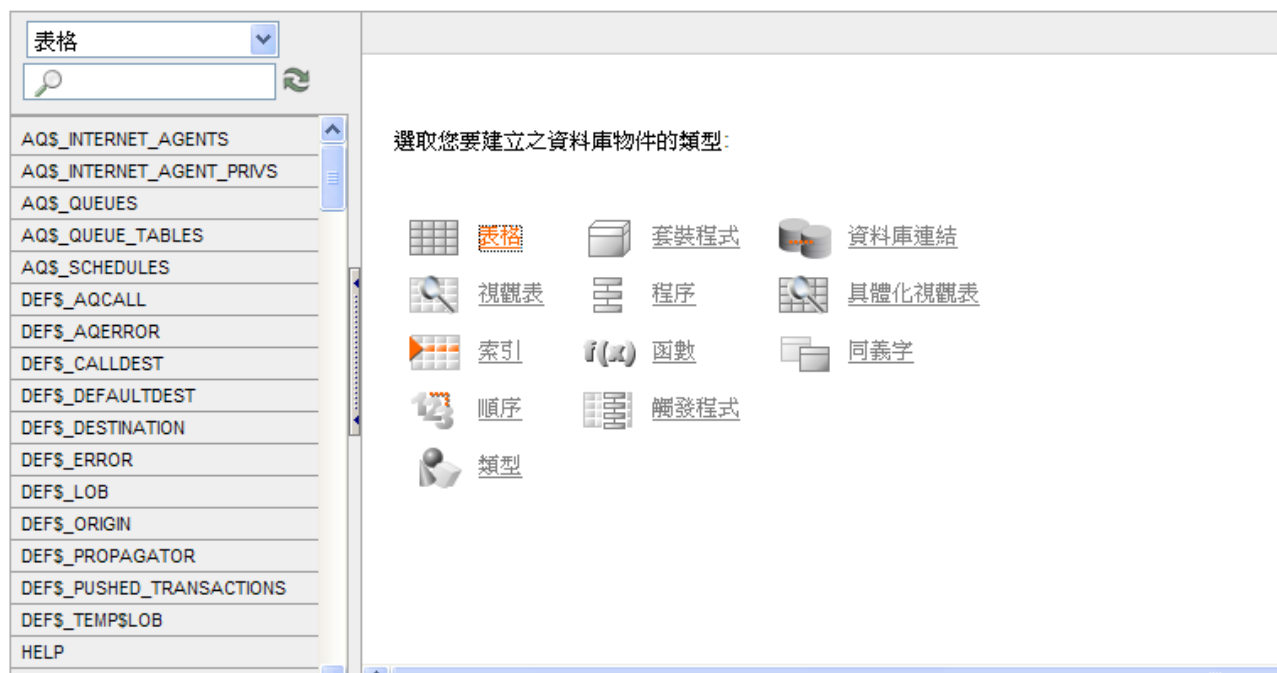 表格
AQ$_INTERNET_AGENTS
AQ$_INTERNET_AGENT_PRIVS
AQ$_QUEUES
AQ$_QUEUE_TABLES
AQ$_SCHEDULES
DEF$_AQCALL
DEF$_AQERROR
DEF$_CALLDEST
DEF$_DEFAULTDEST
DEF$_DESTINATION
DEF$_ERROR
DEF$_LOB
DEF$_ORIGIN
DEF$_PROPAGATOR
DEF$_PUSHED_TRANSACTIONS
DEF$_TEMP$LOB
HELP
選取您要建立之資料庫物件的類型:
表格 套裝程式 資料庫連結
視觀表 程序 具體化視觀表
索引 f(x) 函數 同義字
123 順序 觸發程式
類型